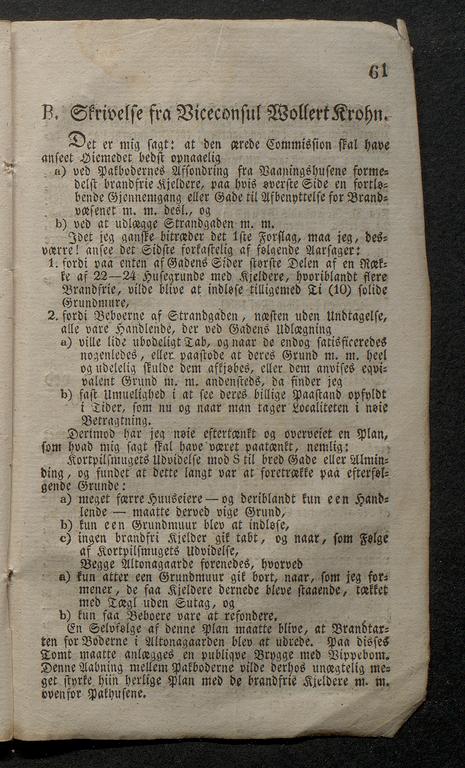 61
B. Skrivelse fra Viceconsul Wollert Krohn.
Det er mig sagt: at den ærede Commission skal have
anseet Øiemedet bedst opnaaelig
a) ved Pakbodernes Afsondring fra Vaaningshusene forme-
delst brandfrie Kjeldere, paa hvis øverste Side en fortlø-
bende Gjennemgang eller Gade til Afbenyttelse for Brand-
væsenet m. m. desl., og
b) ved at udlægge Strandgaden m. m.
Idet jeg ganske bitræder det 1ste Forslag, maa jeg, des-
værre! ansee det Sidste forkastelig af følgende Aarsager:
1. fordi paa enten af Gadens Sider største Delen af en Ræk-
ke af 22—24 Husegrunde med Kjeldere, hvoriblandt flere
Brandfrie, vilde blive at indløse tilligemed Ti (10) solide
Grundmure,
2. fordi Beboerne af Strandgaden, næsten uden Undtagelse,
alle vare Handlende, der ved Gadens Udlægning
a) ville lide ubodeligt Tab, og naar de endog satisficeredes
nogenledes, eller paastode at deres Grund m. m. heel
og udelelig skulde dem afkjøbes, eller dem anvises eqvi-
valent Grund m. m. andensteds, da finder jeg
b) fast Umuelighed i at see deres billige Paastand opfyldt
i Tider, som nu og naar man tager Localiteten i nøie
Betragtning.
Derimod har jeg nøie eftertænkt og overveiet en Plan,
som hvad mig sagt skal have været paatænkt, nemlig:
Kortpilsmugets Udvidelse mod S til bred Gade eller Almin-
ding, og fundet at dette langt var at foretrække paa efterføl-
gende Grunde:
a) meget færre Huuseiere — og deriblandt kun een Hand-
lende — maatte derved vige Grund,
b) kun een Grundmuur blev at indløse,
c) ingen brandfri Kjelder gik tabt, og naar, som Følge
af Kortpilsmugets Udvidelse,
Begge Altonagaarde forenedes, hvorved
a) kun atter een Grundmuur gik bort, naar, som jeg for-
mener, de faa Kjeldere dernede bleve staaende, tækket
med Tægl uden Sutag, og
b) kun faa Beboere vare at refondere.
En Selvfølge af denne Plan maatte blive, at Brandtax-
ten for Boderne i Altonagaarden blev at udrede. Paa disses
Tomt maatte anlægges en publique Brygge med Vippebom.
Denne Aabning mellem Pakboderne vilde derhos unægtelig me-
get styrke hiin herlige Plan med de brandfrie Kjeldere m. m.
ovenfor Pakhusene.